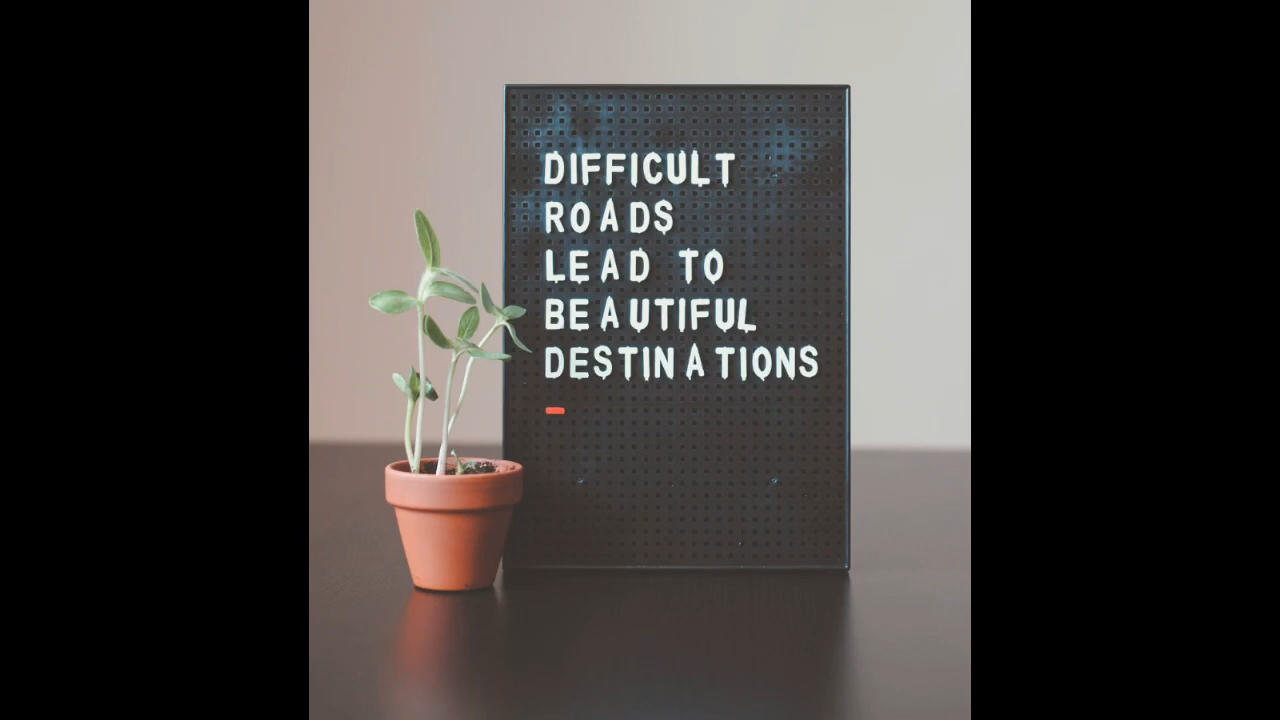 DIFFICULT
ROADS
LEAD TO
BEAUTIFUL
DESTINATIONS